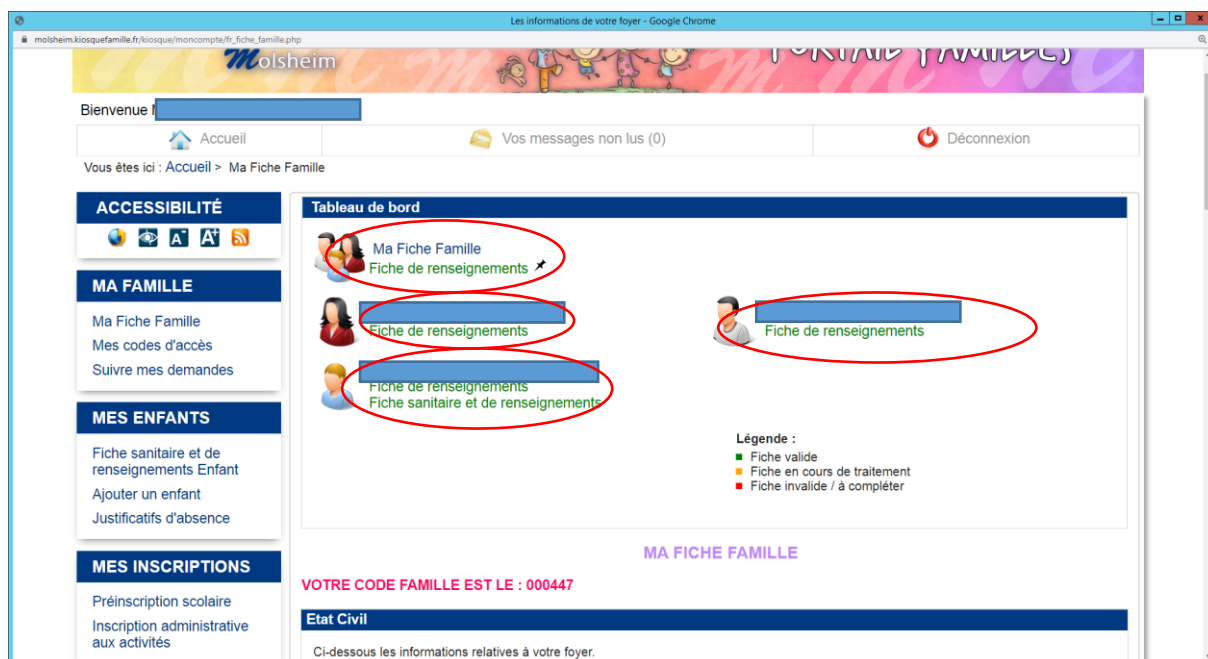 Les informations de votre foyer - Google Chrome
molsheim.kiosquefamille.fr/kiosque/moncompte/fr_fiche_famille.php
Molsheim
PORTAIL FAMILLES
Bienvenue
Accueil
Vos messages non lus (0)
Déconnexion
Vous êtes ici : Accueil > Ma Fiche Famille
ACCESSIBILITÉ
A-
A+
MA FAMILLE
Ma Fiche Famille
Mes codes d'accès
Suivre mes demandes
MES ENFANTS
Fiche sanitaire et de
renseignements Enfant
Ajouter un enfant
Justificatifs d'absence
MES INSCRIPTIONS
Préinscription scolaire
Inscription administrative
aux activités
Tableau de bord
Ma Fiche Famille
Fiche de renseignements
Fiche de renseignements
Fiche de renseignements
Fiche de renseignements
Fiche sanitaire et de renseignements
Légende :
Fiche valide
Fiche en cours de traitement
Fiche invalide / à compléter
MA FICHE FAMILLE
VOTRE CODE FAMILLE EST LE : 000447
Etat Civil
Ci-dessous les informations relatives à votre foyer.